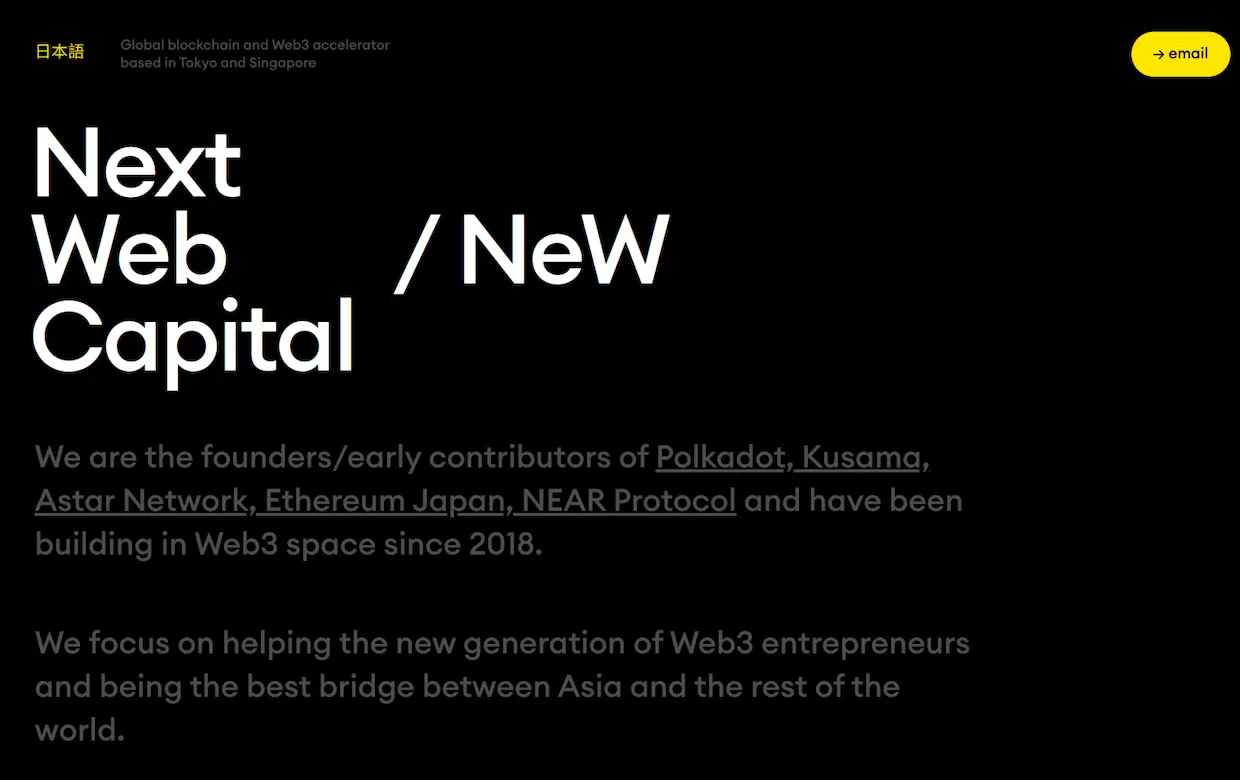 日本語
Global blockchain and Web3 accelerator
based in Tokyo and Singapore
→ email
Next
Web / NeW
Capital
We are the founders/early contributors of Polkadot, Kusama,
Astar Network, Ethereum Japan, NEAR Protocol and have been
building in Web3 space since 2018.
We focus on helping the new generation of Web3 entrepreneurs
and being the best bridge between Asia and the rest of the
world.